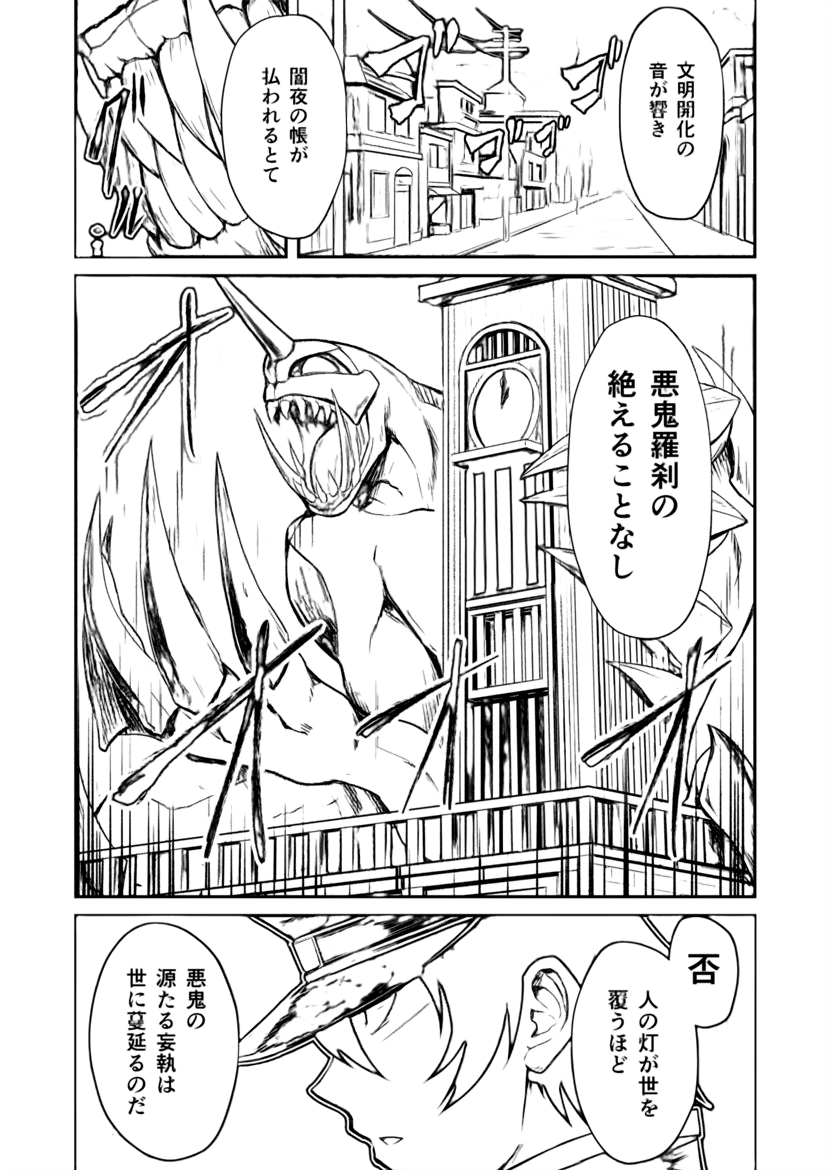 文明開化の
音が響き
闇夜の帳が
払われるとて
悪鬼羅刹の
絶えることなし
否
人の灯が世を
覆うほど
悪鬼の
源たる妄執は
世に蔓延るのだ